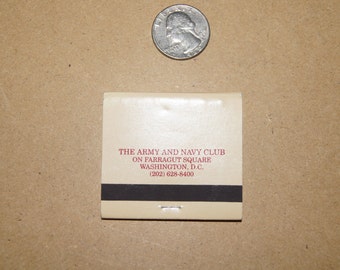 THE ARMY AND NAVY CLUB
ON FARRAGUT SQUARE
WASHINGTON, D.C.
(202) 628-8400